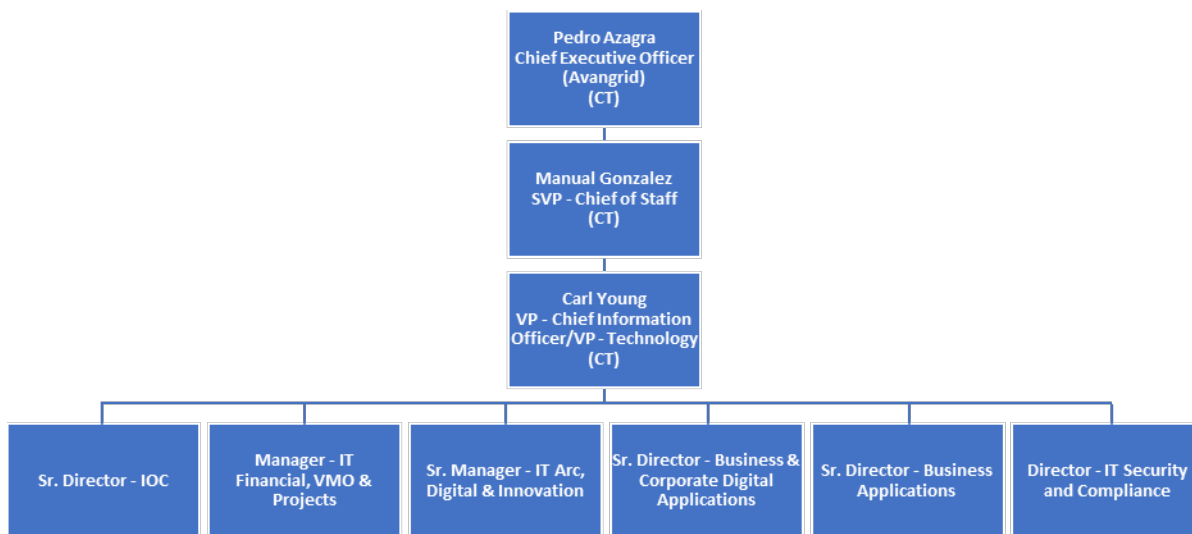 Pedro Azagra
Chief Executive Officer
(Avangrid)
(CT)
Manual Gonzalez
SVP - Chief of Staff
(CT)
Carl Young
VP - Chief Information
Officer/VP - Technology
(CT)
Sr. Director - IOC
Manager - IT
Financial, VMO &
Projects
Sr. Manager - IT Arc,
Digital & Innovation
Sr. Director - Business &
Corporate Digital
Applications
Sr. Director - Business
Applications
Director - IT Security
and Compliance